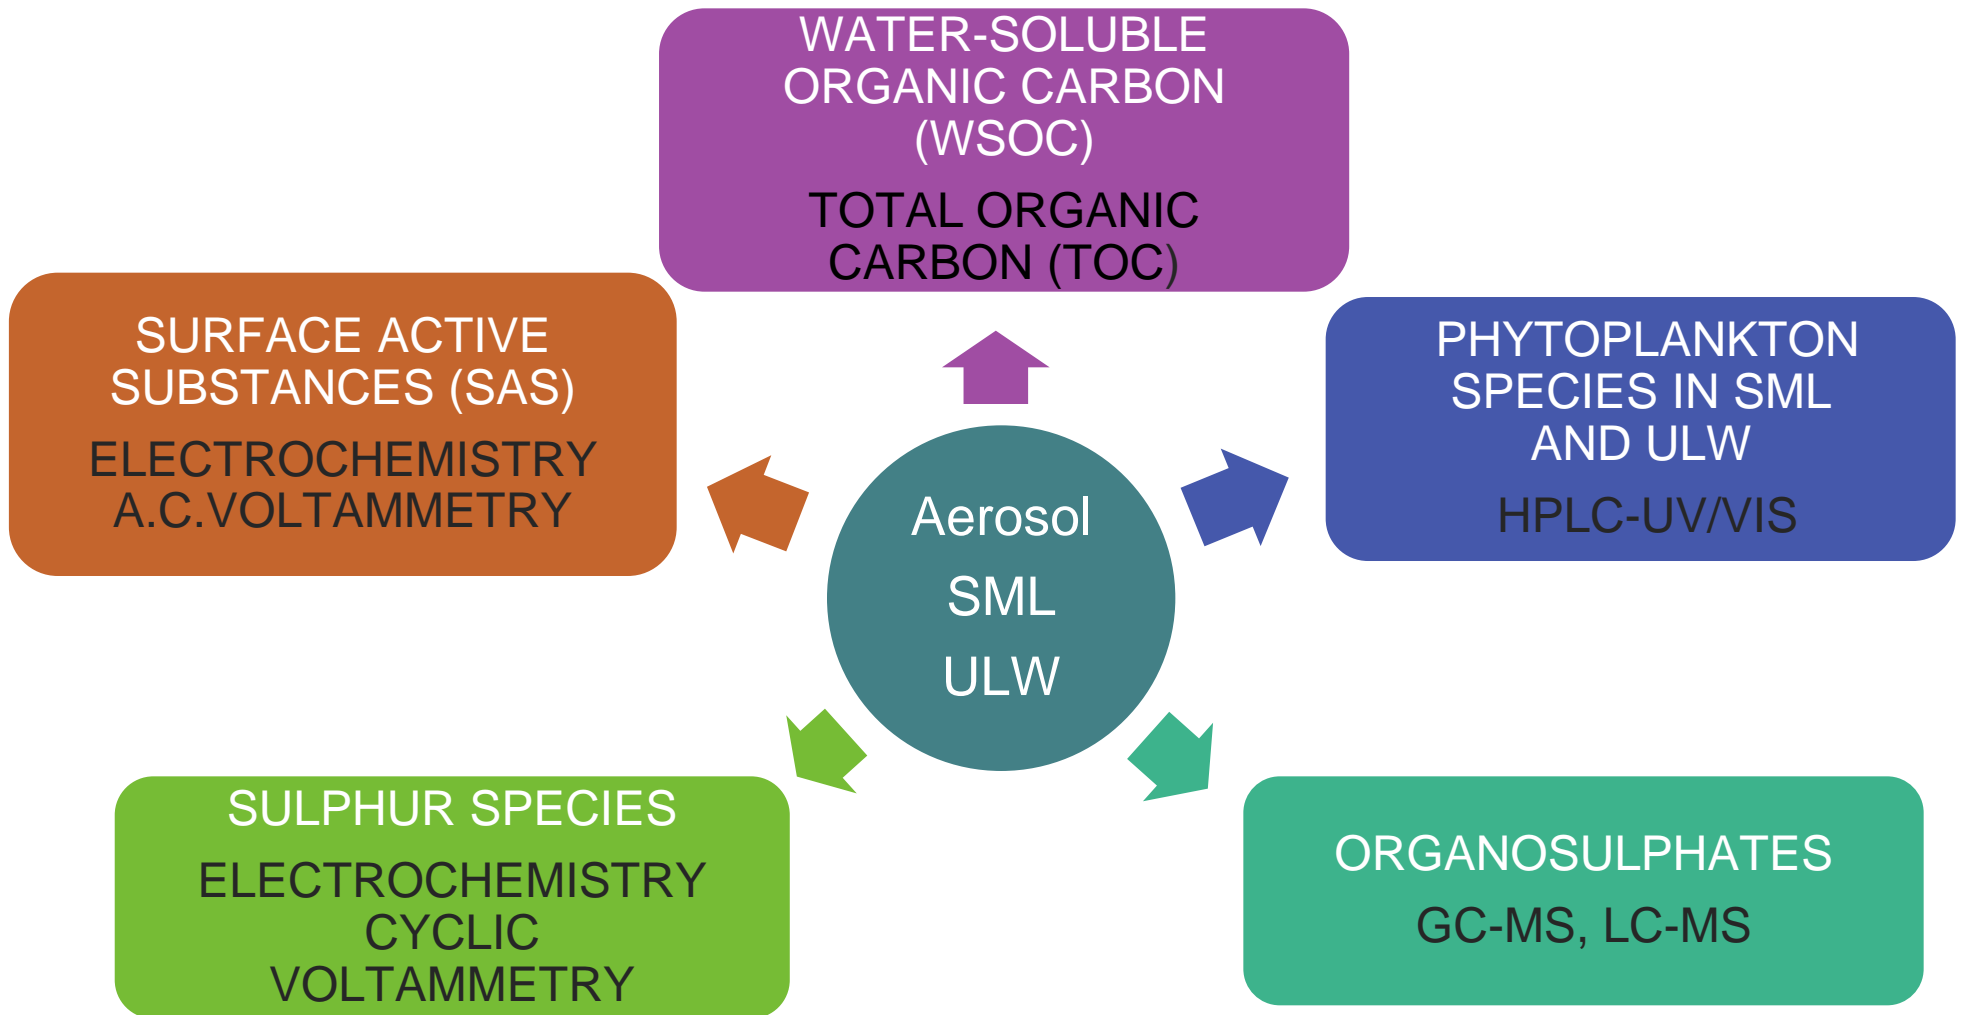 WATER-SOLUBLE
ORGANIC CARBON
(WSOC)
TOTAL ORGANIC
CARBON (TOC)
SURFACE ACTIVE
SUBSTANCES (SAS)
ELECTROCHEMISTRY
A.C.VOLTAMMETRY
PHYTOPLANKTON
SPECIES IN SML
AND ULW
HPLC-UV/VIS
Aerosol
SML
ULW
SULPHUR SPECIES
ELECTROCHEMISTRY
CYCLIC
VOLTAMMETRY
ORGANOSULPHATES
GC-MS, LC-MS